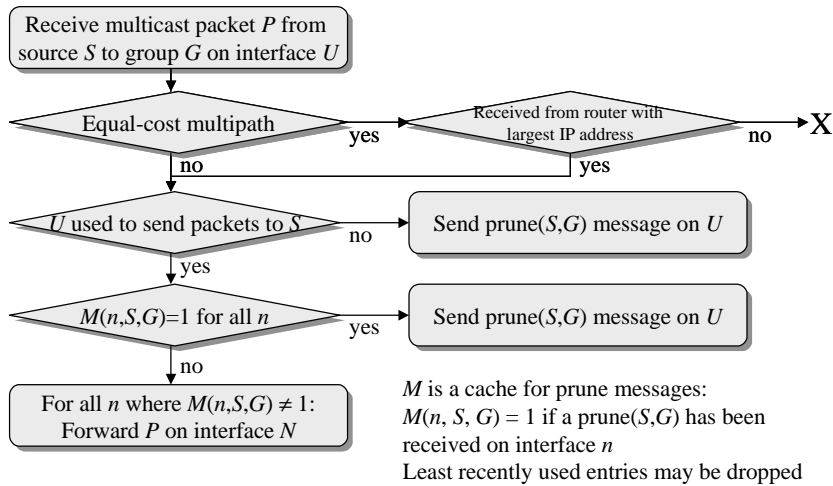 Receive multicast packet P from
source S to group G on interface U
Equal-cost multipath
yes
Received from router with
largest IP address
no
X
no
yes
U used to send packets to S
no
Send prune(S,G) message on U
yes
M(n,S,G)=1 for all n
yes
Send prune(S,G) message on U
no
For all n where M(n,S,G) ≠ 1:
Forward P on interface N
M is a cache for prune messages:
M(n, S, G) = 1 if a prune(S,G) has been
received on interface n
Least recently used entries may be dropped